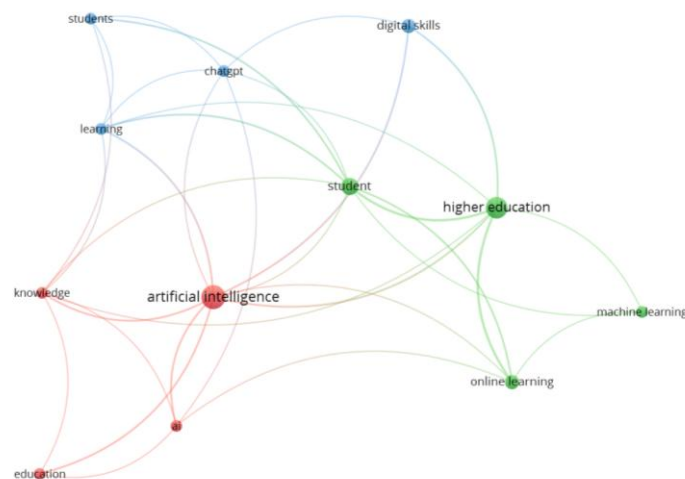 students
digital skills
chatgpt
learning
student
higher education
knowledge
artificial intelligence
machine learning
online learning
ai
education